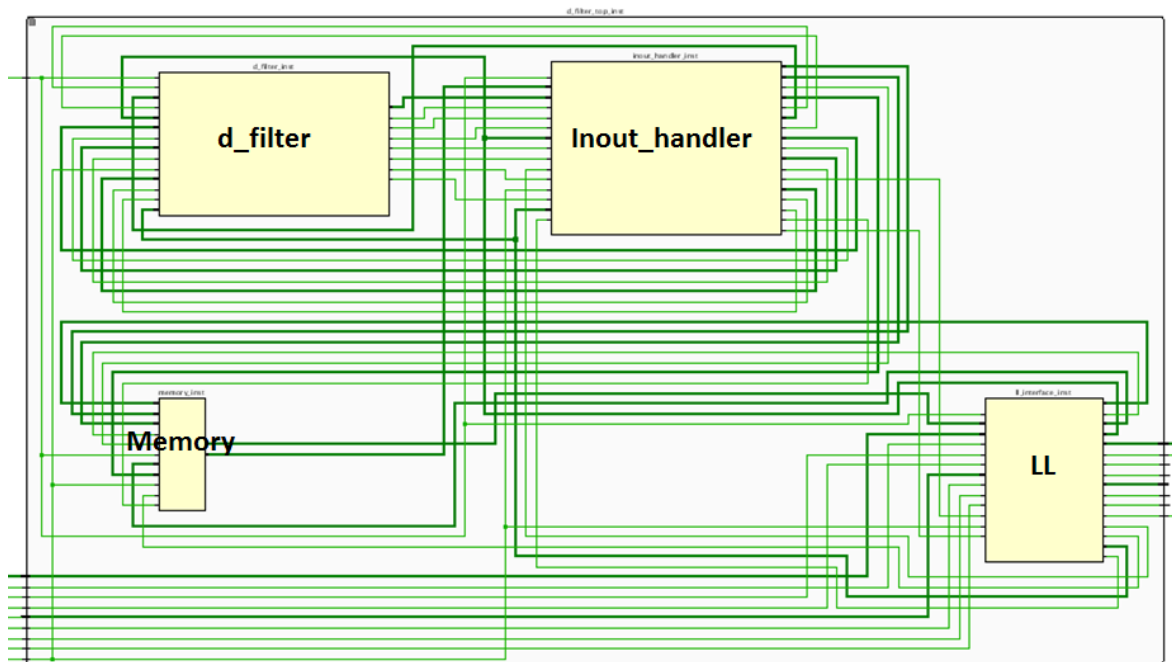 d_filter_top_inst
d_filter_inst
inout_handler_inst
d_filter
Inout_handler
memory_inst
ll_interface_inst
Memory
LL